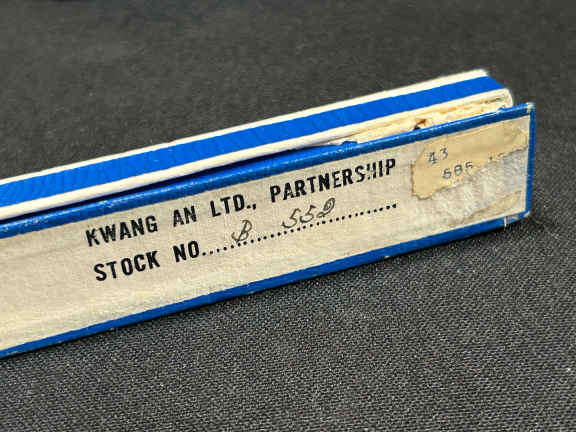 KWANG AN LTD., PARTNERSHIP
STOCK NO.....B 552
43